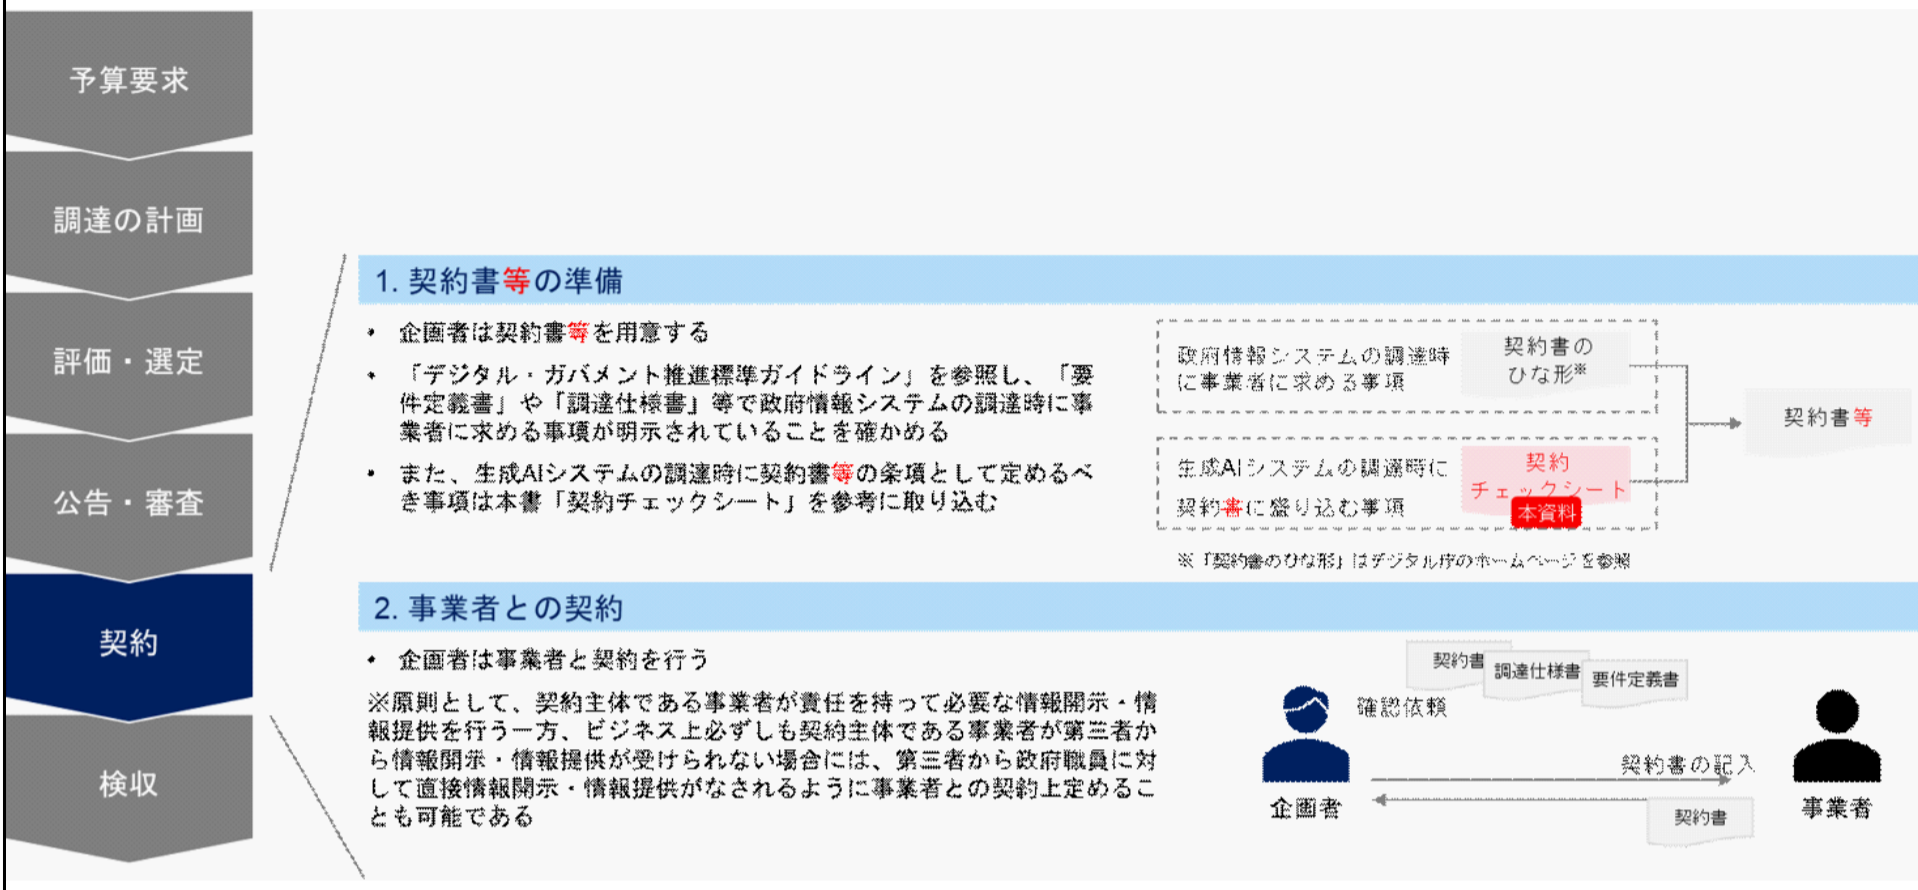 予算要求
調達の計画
評価・選定
公告・審査
契約
検収
1. 契約書等の準備
・ 企画者は契約書等を用意する
・ 「デジタル・ガバメント推進標準ガイドライン」を参照し、「要
件定義書」や「調達仕様書」等で政府情報システムの調達時に事
業者に求める事項が明示されていることを確かめる
・ また、生成AIシステムの調達時に契約書等の条項として定めるべ
き事項は本書「契約チェックシート」を参考に取り込む
政府情報システムの調達時
に事業者に求める事項
契約書の
ひな形※
生成AIシステムの調達時に
契約書に盛り込む事項
契約
チェックシート
本資料
契約書等
※「契約書のひな形」はデジタル庁のホームページを参照
2. 事業者との契約
・ 企画者は事業者と契約を行う
※原則として、契約主体である事業者が責任を持って必要な情報開示・情
報提供を行う一方、ビジネス上必ずしも契約主体である事業者が第三者か
ら情報開示・情報提供が受けられない場合には、第三者から政府職員に対
して直接情報開示・情報提供がなされるように事業者との契約上定めるこ
とも可能である
契約書
調達仕様書
要件定義書
確認依頼
契約書の記入
契約書
企画者
事業者